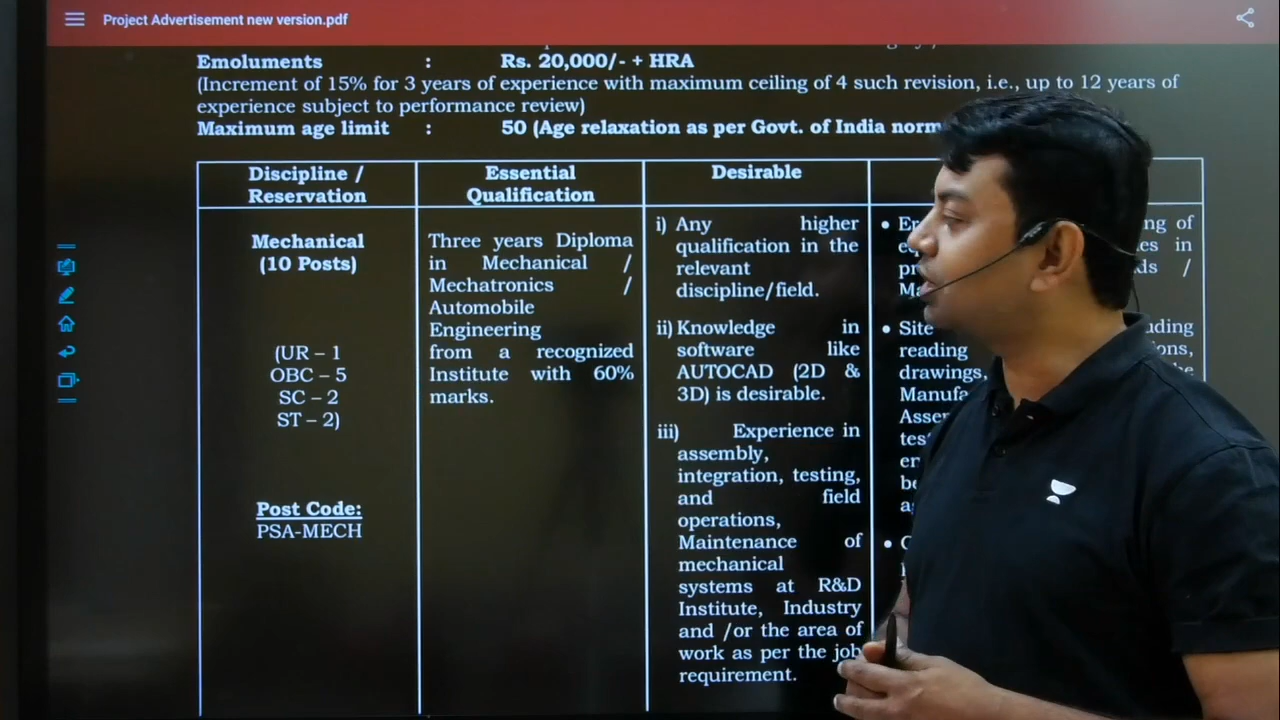 Project Advertisement new version.pdf
Emoluments : Rs. 20,000/- + HRA
(Increment of 15% for 3 years of experience with maximum ceiling of 4 such revision, i.e., up to 12 years of
experience subject to performance review)
Maximum age limit : 50 (Age relaxation as per Govt. of India norm
Discipline /
Reservation
Essential
Qualification
Desirable
Mechanical
(10 Posts)
(UR – 1
OBC – 5
SC – 2
ST – 2)
Post Code:
PSA-MECH
Three years Diploma
in Mechanical /
Mechatronics /
Automobile
Engineering
from a recognized
Institute with 60%
marks.
i) Any higher
qualification in the
relevant
discipline/field.
ii) Knowledge in
software like
AUTOCAD (2D &
3D) is desirable.
iii) Experience in
assembly,
integration, testing,
and field
operations,
Maintenance of
mechanical
systems at R&D
Institute, Industry
and /or the area of
work as per the job
requirement.
of
in
/
• Site
reading
drawings,